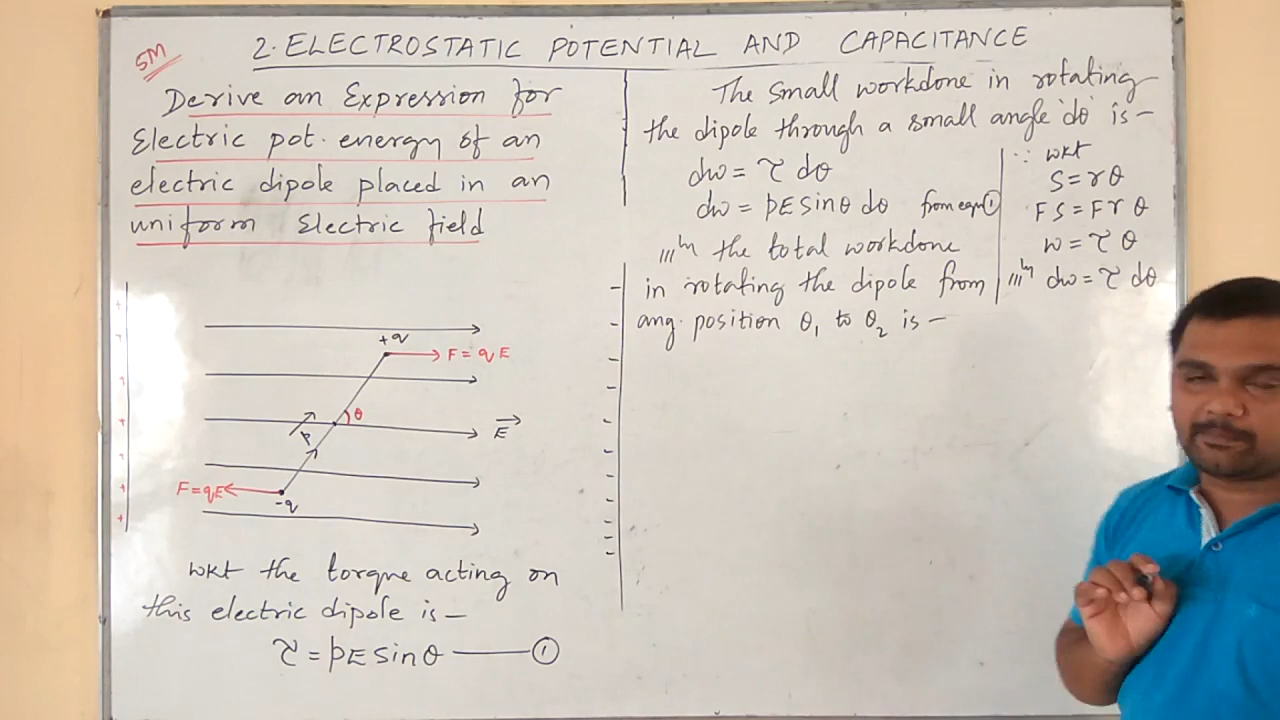 5M
2. ELECTROSTATIC POTENTIAL AND CAPACITANCE
Derive an Expression for
Electric pot. energy of an
electric dipole placed in an
uniform Electric field
+q
F = qE
θ
P
E
F = qE
-q
WKT the torque acting on
this electric dipole is —
τ = PE sinθ —— ①
The small workdone in rotating
the dipole through a small angle 'dθ' is —
dw = τ dθ
dw = PE sinθ dθ from eqn ①
|||ly the total workdone
in rotating the dipole from
ang. position θ₁ to θ₂ is —
∵ WKT
S = rθ
FS = Fr θ
W = τ θ
|||ly dw = τ dθ